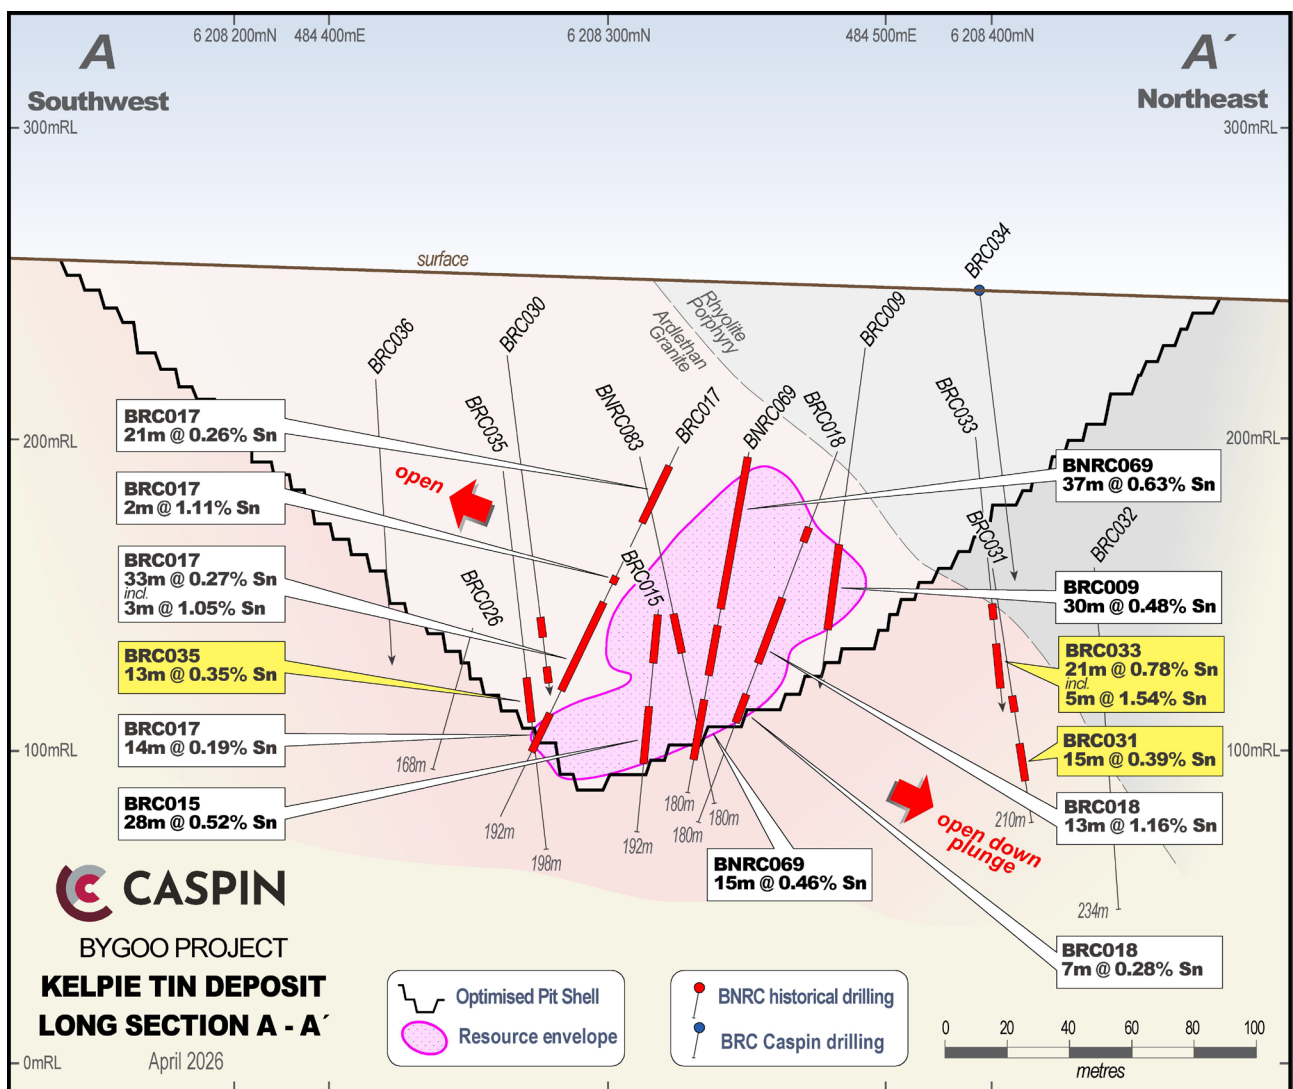 6 208 200mN
484 400mE
6 208 300mN
484 500mE
6 208 400mN
A
A´
Southwest
Northeast
300mRL
300mRL
surface
BRC034
BRC036
BRC030
Rhyolite
Porphyry
Ardlethan
Granite
BRC009
BRC035
BNRC083
BRC017
BNRC069
BRC018
BRC033
200mRL
200mRL
BRC017
21m @ 0.26% Sn
open
BNRC069
37m @ 0.63% Sn
BRC017
2m @ 1.11% Sn
BRC031
BRC032
BRC017
33m @ 0.27% Sn
incl.
3m @ 1.05% Sn
BRC026
BRC015
BRC009
30m @ 0.48% Sn
BRC035
13m @ 0.35% Sn
BRC033
21m @ 0.78% Sn
incl.
5m @ 1.54% Sn
BRC017
14m @ 0.19% Sn
100mRL
100mRL
BRC031
15m @ 0.39% Sn
168m
BRC015
28m @ 0.52% Sn
192m
198m
192m
180m
180m
180m
210m
BRC018
13m @ 1.16% Sn
open down
plunge
BNRC069
15m @ 0.46% Sn
234m
BRC018
7m @ 0.28% Sn
CASPIN
BYGOO PROJECT
KELPIE TIN DEPOSIT
LONG SECTION A - A´
April 2026
0mRL
Optimised Pit Shell
Resource envelope
BNRC historical drilling
BRC Caspin drilling
0 20 40 60 80 100
metres